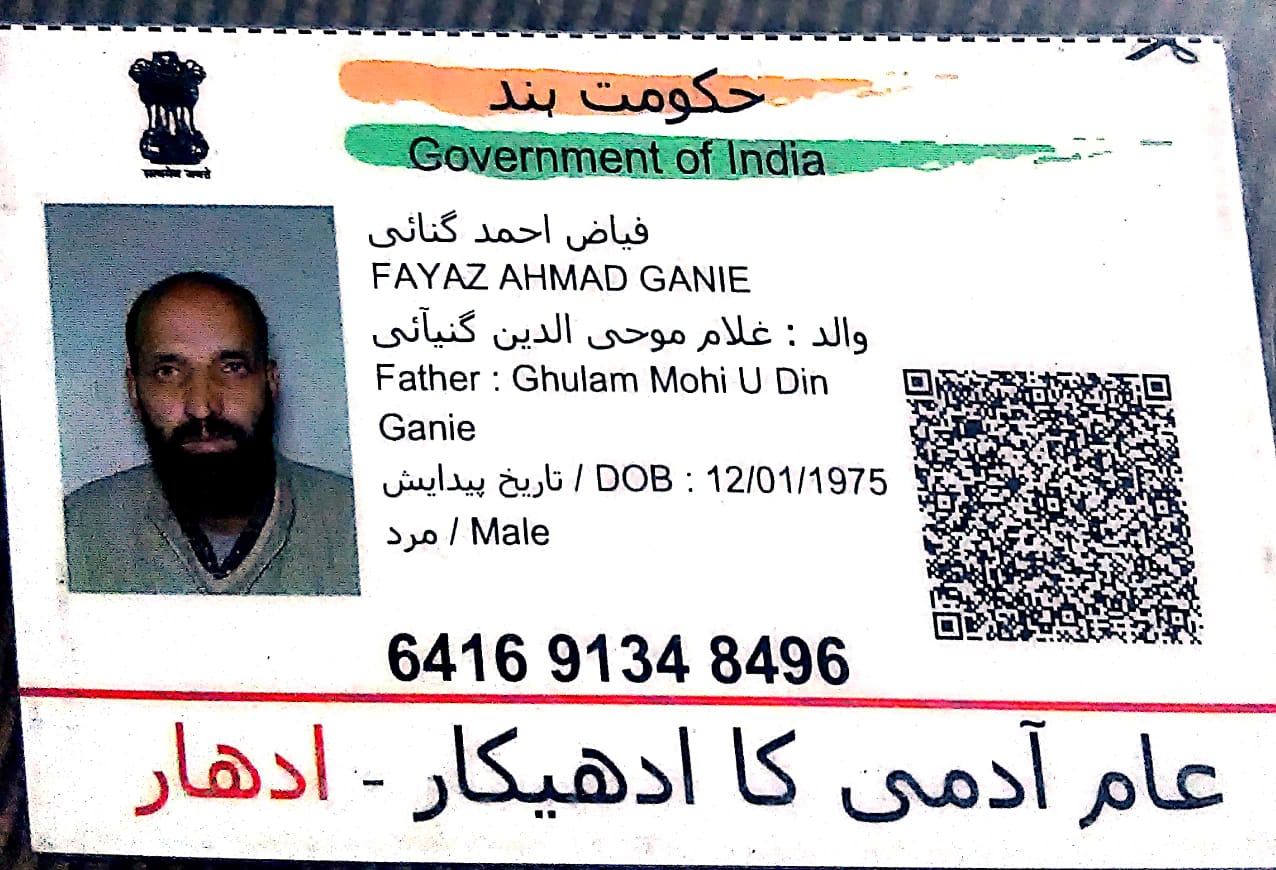 حکومت ہند
Government of India
सत्यमेव जयते
فیاض احمد گنائی
FAYAZ AHMAD GANIE
والد : غلام موحی الدین گنیآئی
Father : Ghulam Mohi U Din
Ganie
تاریخ پیدایش / DOB : 12/01/1975
مرد / Male
6416 9134 8496
عام آدمی کا ادھیکار - ادھار